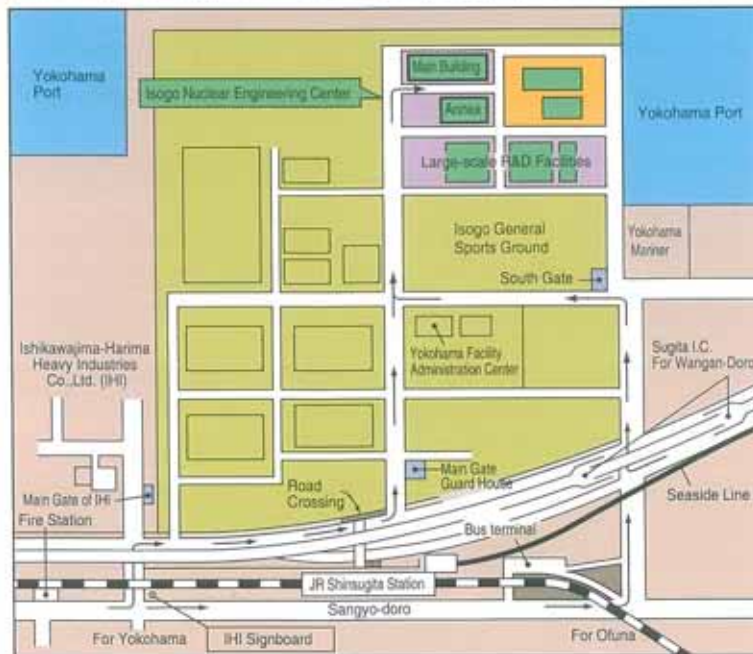 Yokohama
Port
Isogo Nuclear Engineering Center
Main Building
Annex
Yokohama Port
Large-scale R&D Facilities
Isogo General
Sports Ground
Yokohama
Mariner
South Gate
Ishikawajima-Harima
Heavy Industries
Co.,Ltd. (IHI)
Yokohama Facility
Administration Center
Sugita I.C.
For Wangan-Doro
Main Gate of IHI
Road
Crossing
Main Gate
Guard House
Seaside Line
Fire Station
Bus terminal
JR Shinsugita Station
Sangyo-doro
For Yokohama
IHI Signboard
For Ofuna